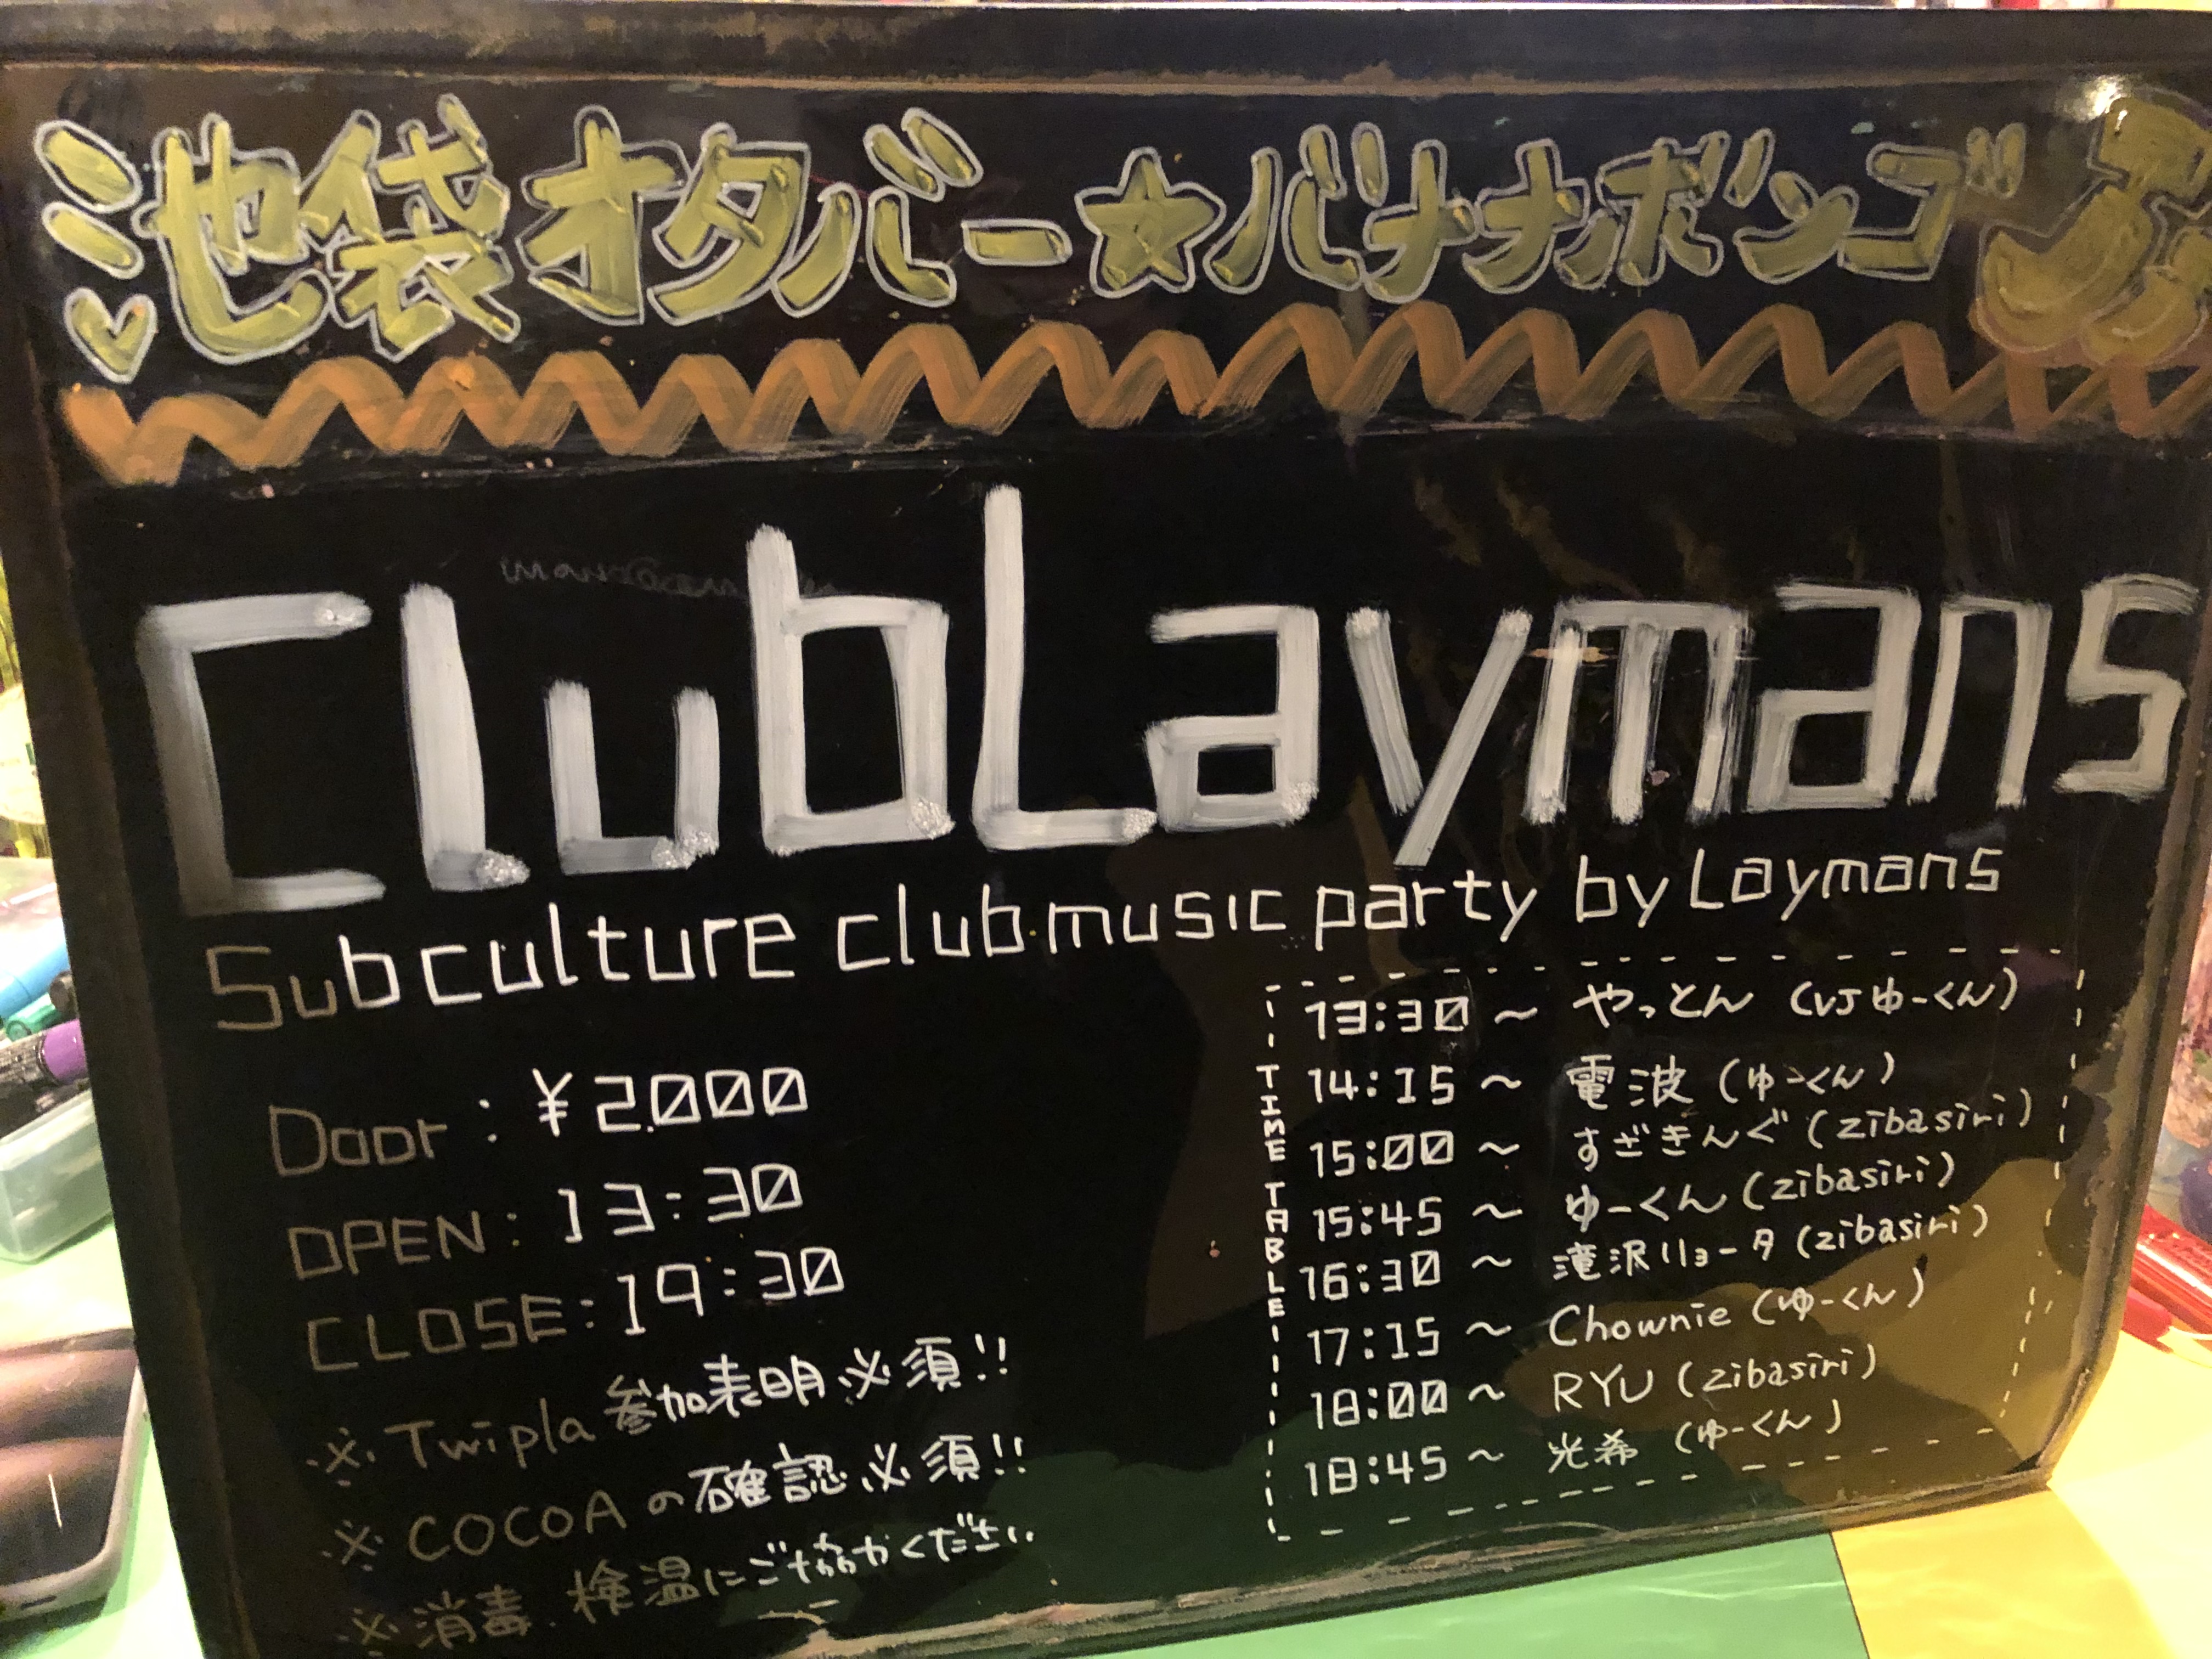 池袋オタバー☆バナナボンゴ
ClubLaymans
Subculture club music party by Laymans
Door: ¥2,000
OPEN: 13:30
CLOSE: 19:30
※Twipla参加表明必須!!
※COCOAの確認必須!!
※消毒.検温にご協力ください
TIME TABLE
13:30～ やっとん (VJ ゆーくん)
14:15～ 電波 (ゆーくん)
15:00～ すざきんぐ (zibasiri)
15:45～ ゆーくん (zibasiri)
16:30～ 滝沢リョータ (zibasiri)
17:15～ Chownie (ゆーくん)
18:00～ RYU (zibasiri)
18:45～ 光希 (ゆーくん)